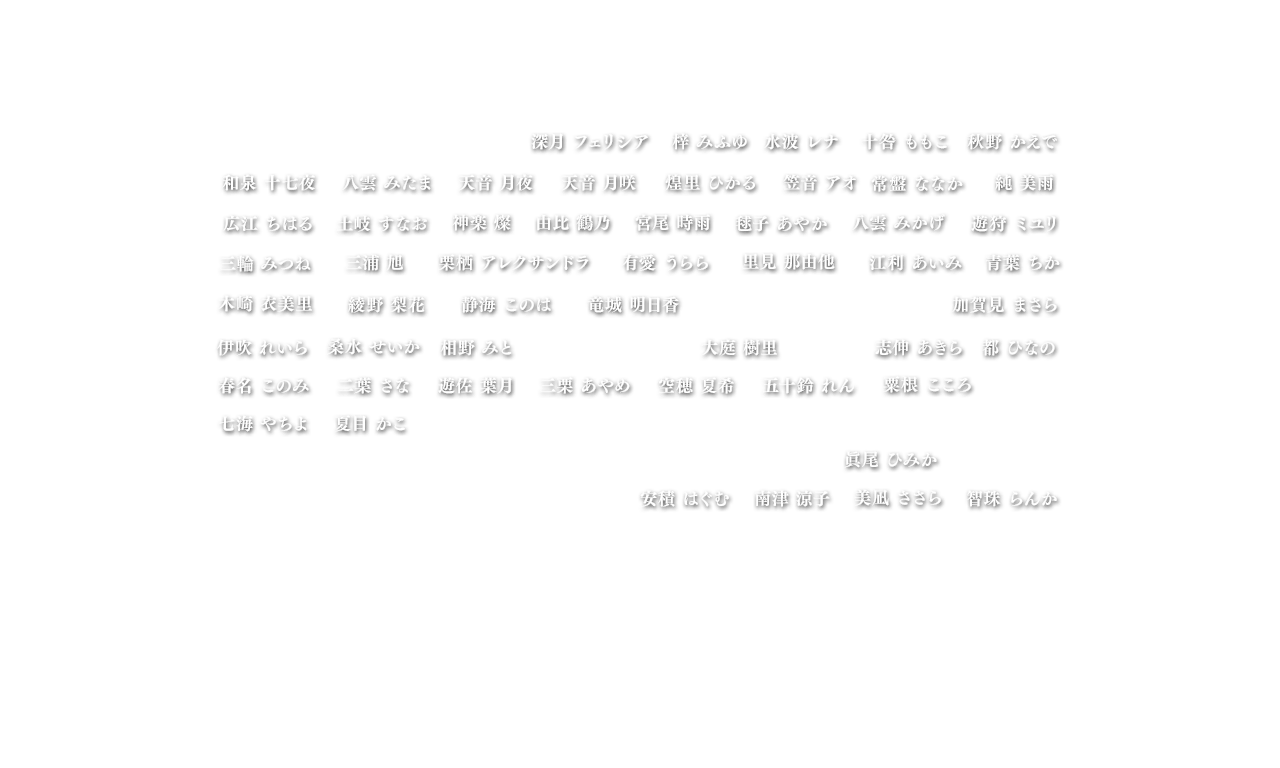 深月 フェリシア 梓 みふゆ 水波 レナ 十咎 ももこ 秋野 かえで
和泉 十七夜 八雲 みたま 天音 月夜 天音 月咲 煌里 ひかる 笠音 アオ 常盤 ななか 純 美雨
広江 ちはる 土岐 すなお 神楽 燦 由比 鶴乃 宮尾 時雨 毬子 あやか 八雲 みかげ 遊狩 ミユリ
三輪 みつね 三浦 旭 栗栖 アレクサンドラ 有愛 うらら 里見 那由他 江利 あいみ 青葉 ちか
木崎 衣美里 綾野 梨花 静海 このは 竜城 明日香 加賀見 まさら
伊吹 れいら 桑水 せいか 相野 みと 大庭 樹里 志伸 あきら 都 ひなの
春名 このみ 二葉 さな 遊佐 葉月 三栗 あやめ 空穂 夏希 五十鈴 れん 粟根 こころ
七海 やちよ 夏目 かこ
眞尾 ひみか
安積 はぐむ 南津 涼子 美凪 ささら 智珠 らんか